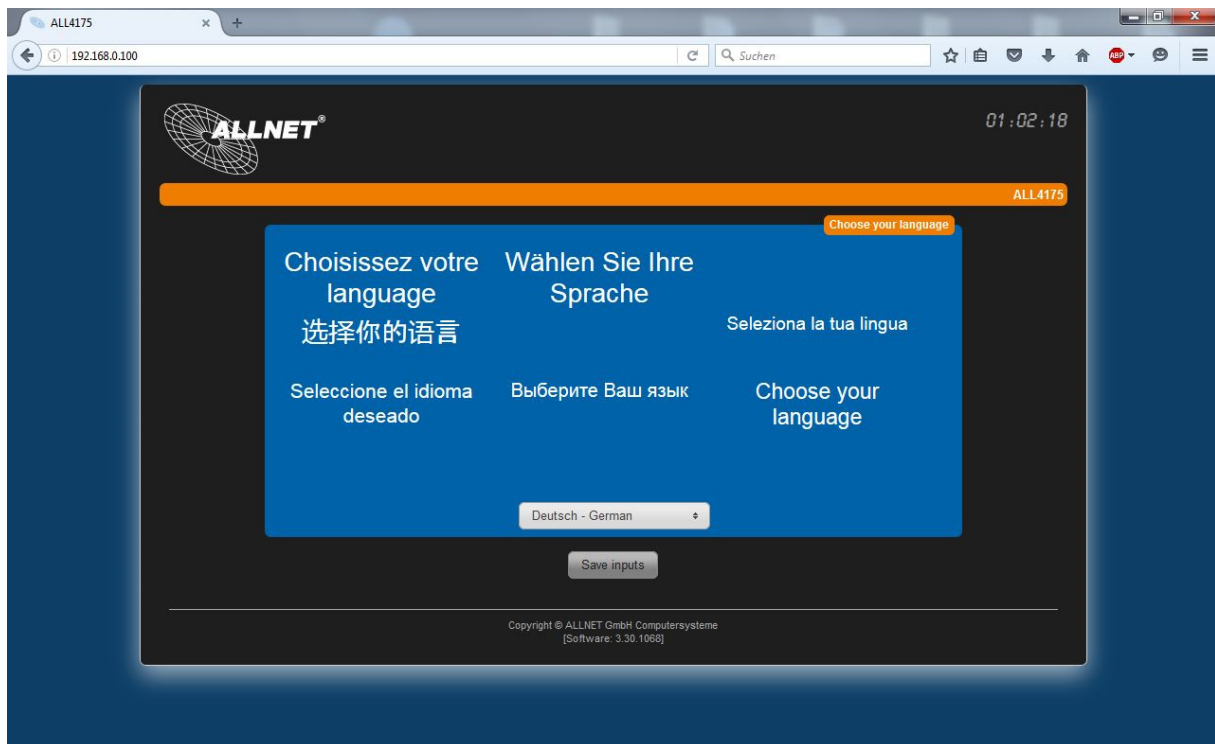 ALL4175
192.168.0.100
Suchen
ABP
ALLNET®
01:02:18
ALL4175
Choose your language
Choisissez votre
language
选择你的语言
Wählen Sie Ihre
Sprache
Seleziona la tua lingua
Seleccione el idioma
deseado
Выберите Ваш язык
Choose your
language
Deutsch - German
Save inputs
Copyright © ALLNET GmbH Computersysteme
[Software: 3.30.1068]